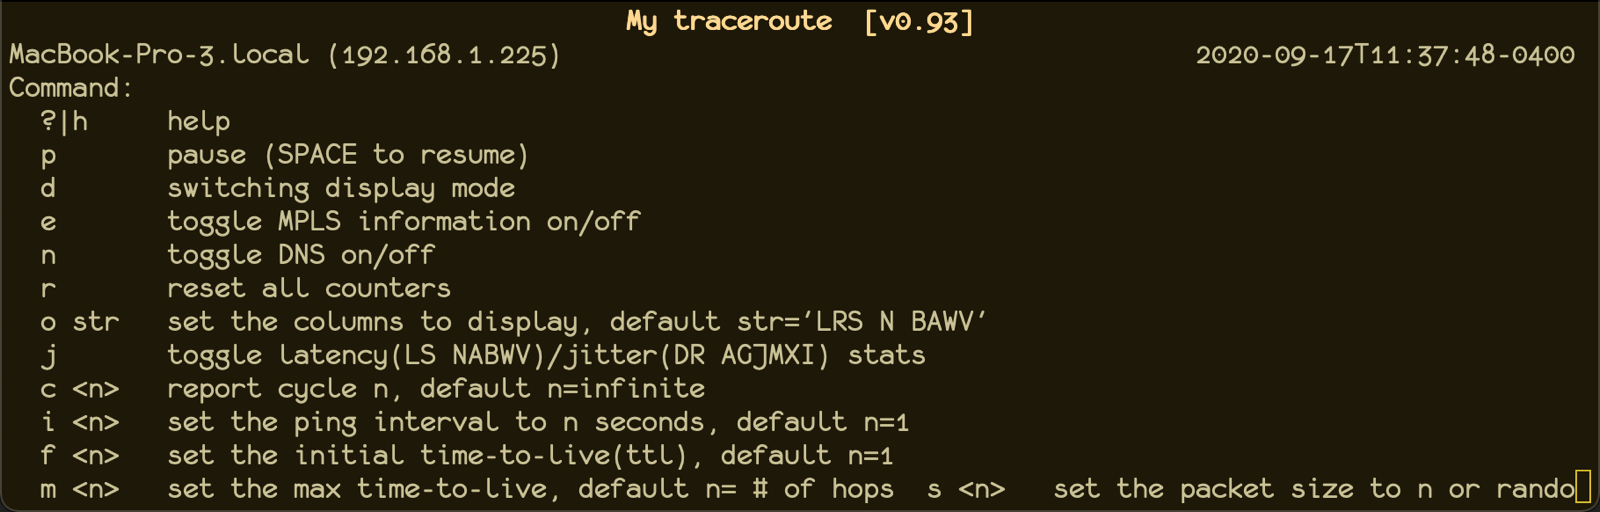 My traceroute  [v0.93]
MacBook-Pro-3.local (192.168.1.225)                                        2020-09-17T11:37:48-0400
Command:
  ?|h     help
  p       pause (SPACE to resume)
  d       switching display mode
  e       toggle MPLS information on/off
  n       toggle DNS on/off
  r       reset all counters
  o str   set the columns to display, default str='LRS N BAWV'
  j       toggle latency(LS NABWV)/jitter(DR AGJMXI) stats
  c <n>   report cycle n, default n=infinite
  i <n>   set the ping interval to n seconds, default n=1
  f <n>   set the initial time-to-live(ttl), default n=1
  m <n>   set the max time-to-live, default n= # of hops  s <n>   set the packet size to n or rando